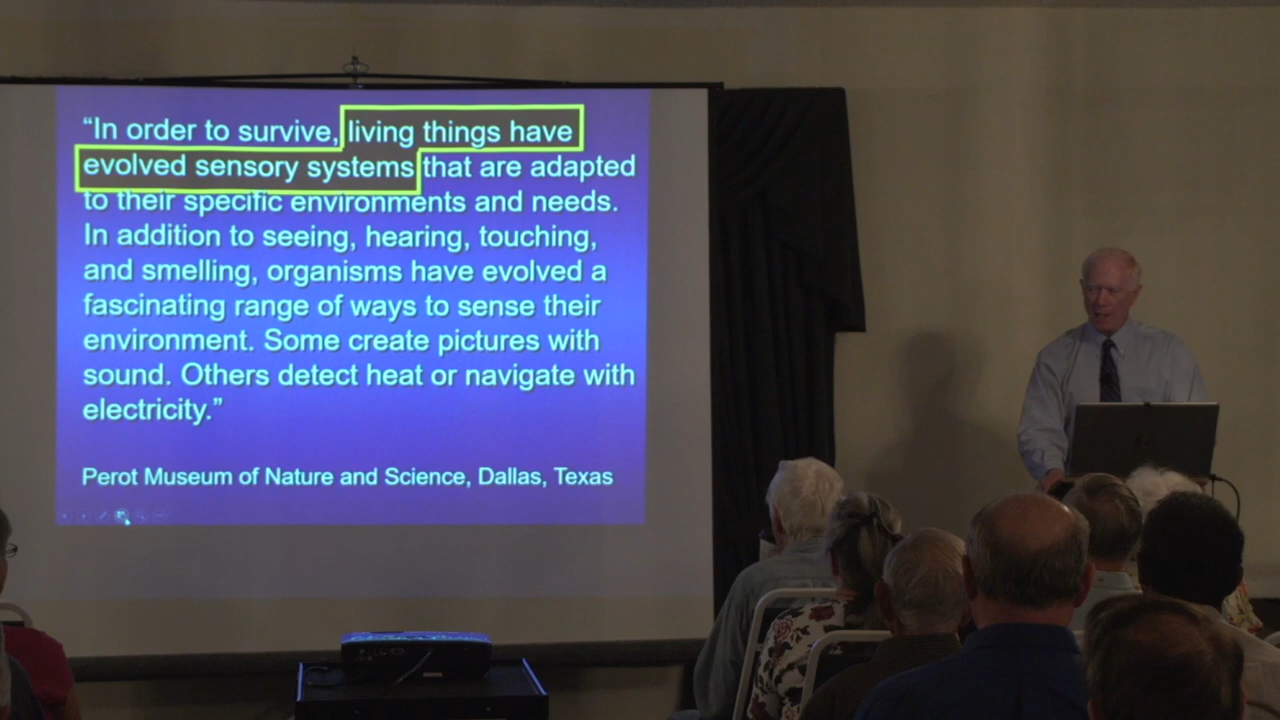 “In order to survive, living things have
evolved sensory systems that are adapted
to their specific environments and needs.
In addition to seeing, hearing, touching,
and smelling, organisms have evolved a
fascinating range of ways to sense their
environment. Some create pictures with
sound. Others detect heat or navigate with
electricity.”
Perot Museum of Nature and Science, Dallas, Texas